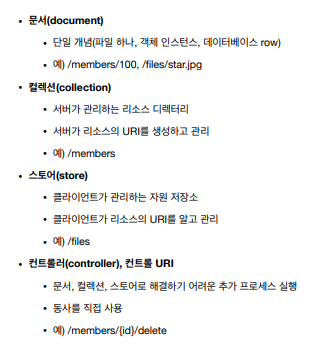 • 문서(document)
• 단일 개념(파일 하나, 객체 인스턴스, 데이터베이스 row)
• 예) /members/100, /files/star.jpg
• 컬렉션(collection)
• 서버가 관리하는 리소스 디렉터리
• 서버가 리소스의 URI를 생성하고 관리
• 예) /members
• 스토어(store)
• 클라이언트가 관리하는 자원 저장소
• 클라이언트가 리소스의 URI를 알고 관리
• 예) /files
• 컨트롤러(controller), 컨트롤 URI
• 문서, 컬렉션, 스토어로 해결하기 어려운 추가 프로세스 실행
• 동사를 직접 사용
• 예) /members/{id}/delete